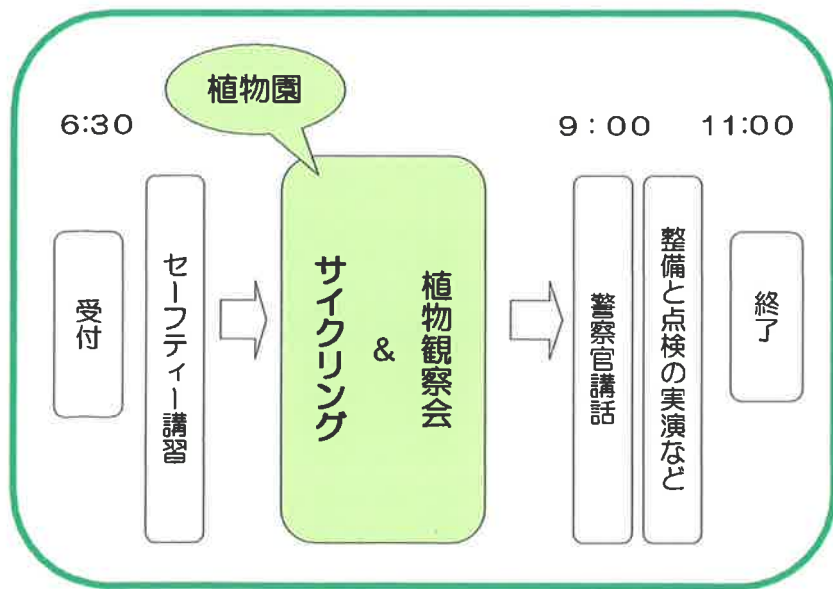 植物園
6:30
9:00
11:00
受付
セーフティー講習
サイクリング
&
植物観察会
警察官講話
整備と点検の実演など
終了